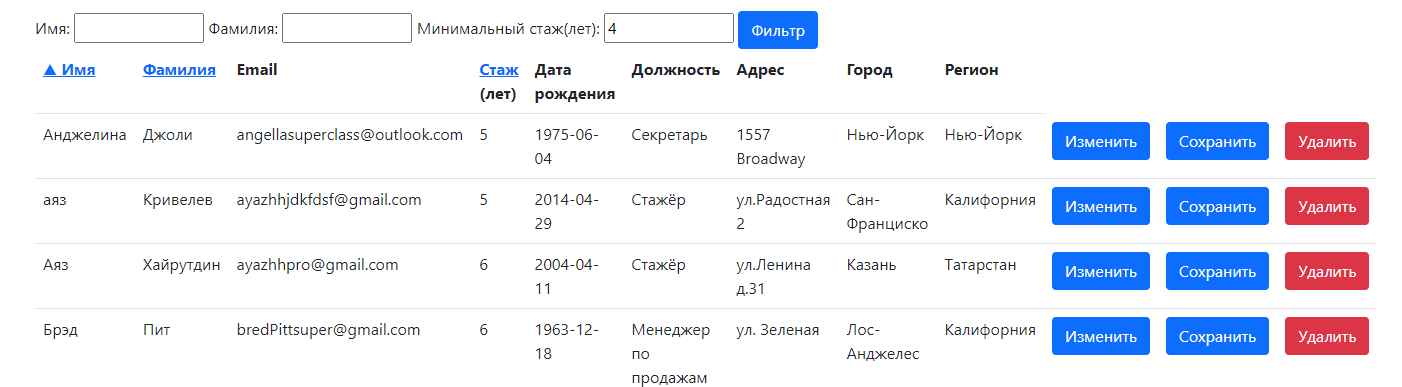 Имя: Фамилия: Минимальный стаж(лет): 4 Фильтр
▲ Имя Фамилия Email Стаж Дата Должность Адрес Город Регион
(лет) рождения
Анджелина Джоли angellasuperclass@outlook.com 5 1975-06- Секретарь 1557 Нью-Йорк Нью-Йорк Изменить Сохранить Удалить
04 Broadway
аяз Кривелев ayazhhjdkfdsf@gmail.com 5 2014-04- Стажёр ул.Радостная Сан- Калифорния Изменить Сохранить Удалить
29 2 Франциско
Аяз Хайрутдин ayazhhpro@gmail.com 6 2004-04- Стажёр ул.Ленина Казань Татарстан Изменить Сохранить Удалить
11 д.31
Брэд Пит bredPittsuper@gmail.com 6 1963-12- Менеджер ул. Зеленая Лос- Калифорния Изменить Сохранить Удалить
18 по Анджелес
продажам